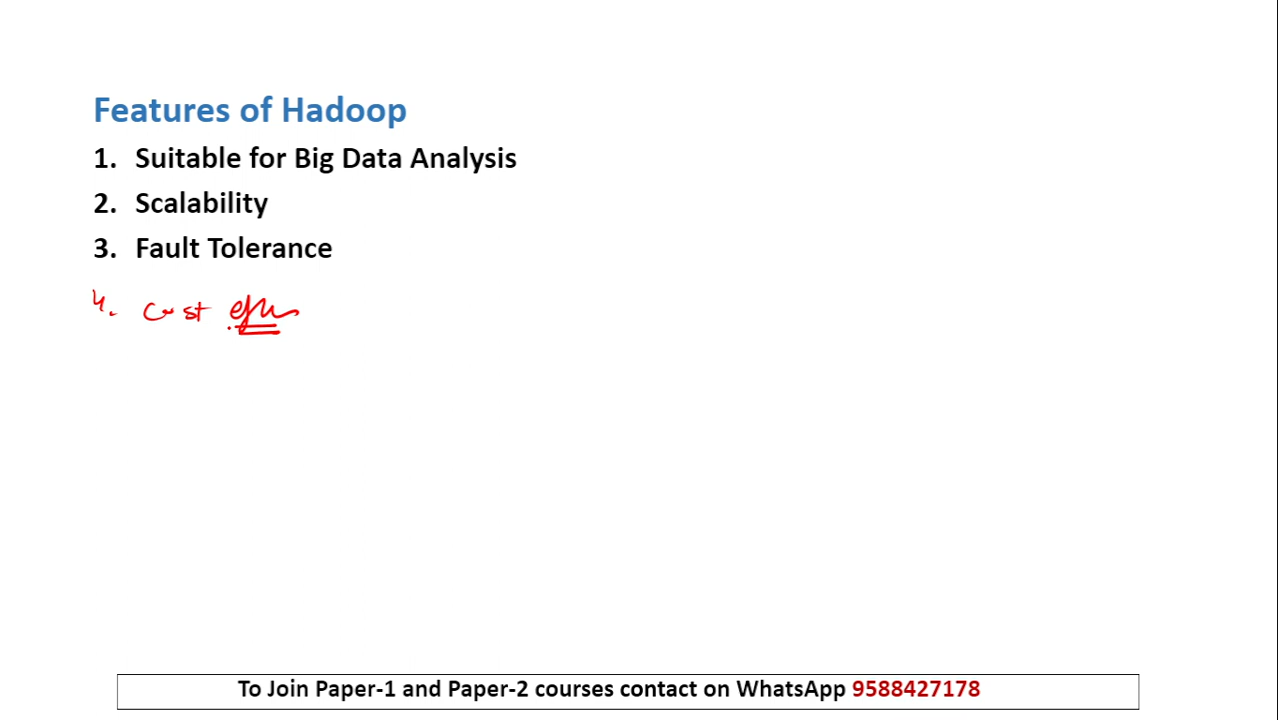 Features of Hadoop
1. Suitable for Big Data Analysis
2. Scalability
3. Fault Tolerance
4. Cost
To Join Paper-1 and Paper-2 courses contact on WhatsApp 9588427178